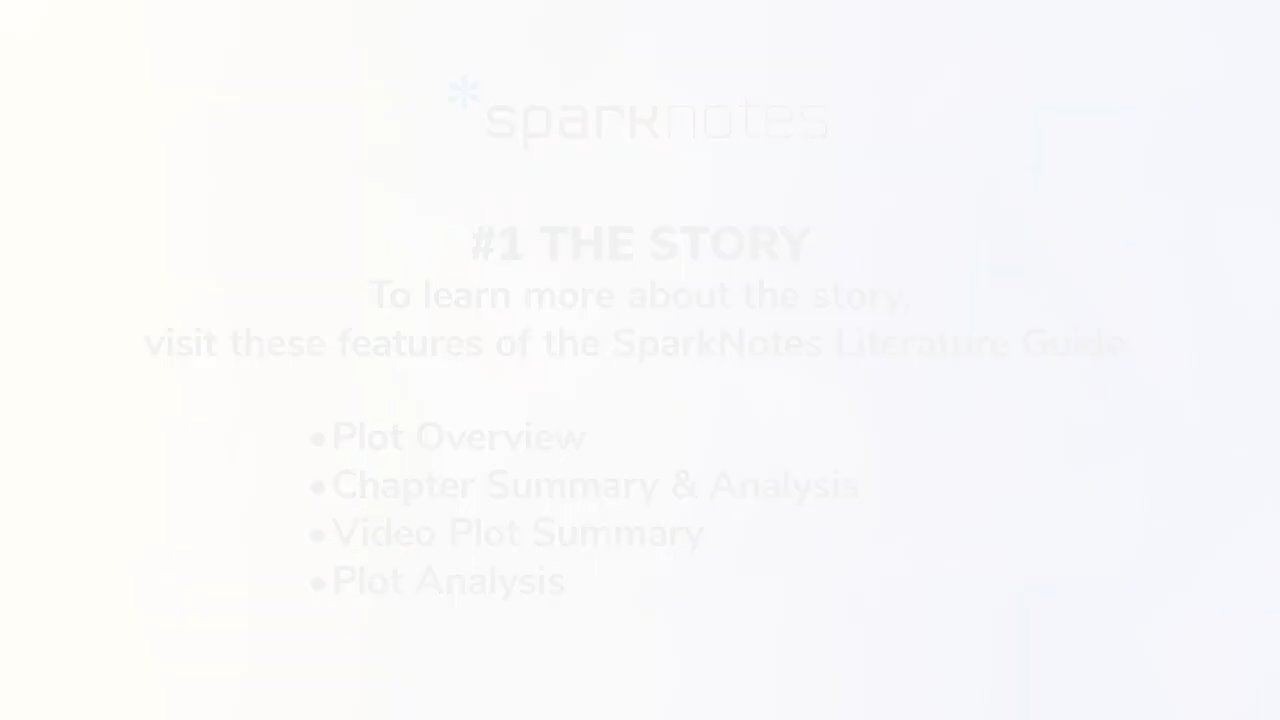 *sparknotes
#1 THE STORY
To learn more about the story,
visit these features of the SparkNotes Literature Guide
•Plot Overview
•Chapter Summary & Analysis
•Video Plot Summary
•Plot Analysis